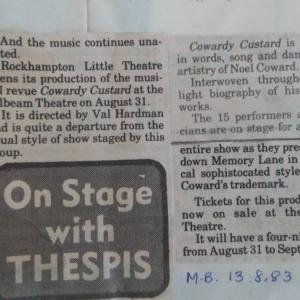 And the music continues una-
ted.
Rockhampton Little Theatre
ens its production of the musi-
l revue Cowardy Custard at the
lbeam Theatre on August 31.
It is directed by Val Hardman
d is quite a departure from the
ual style of show staged by this
oup.
On Stage
with
THESPIS
Cowardy Custard is
in words, song and dan
artistry of Noel Coward.
Interwoven through
light biography of his
works.
The 15 performers a
cians are on stage for
entire show as they pres
down Memory Lane in
cal sophistocated style
Coward's trademark.
Tickets for this prod
now on sale at the
Theatre.
It will have a four-ni
from August 31 to Sept
M.B. 13.8.83